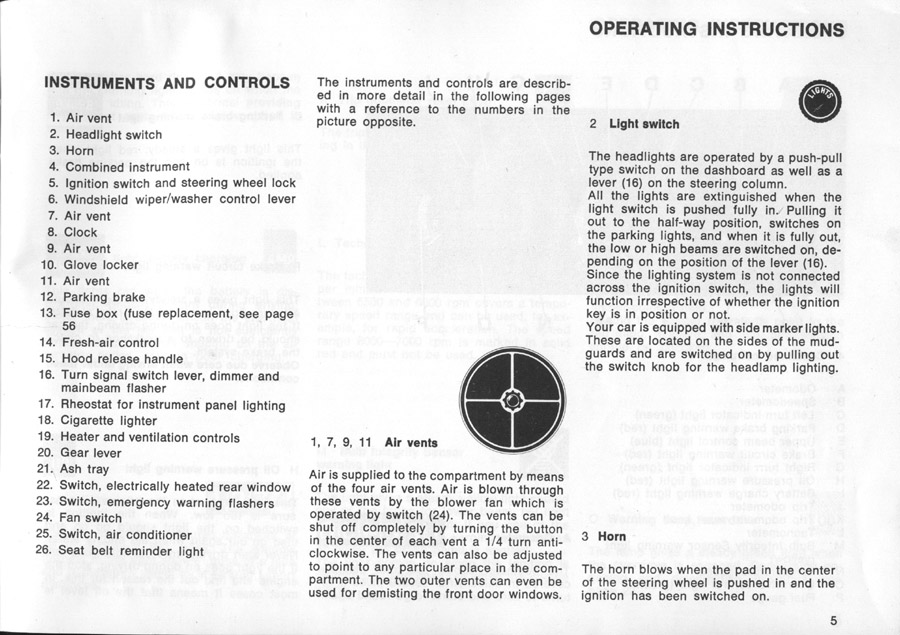 OPERATING INSTRUCTIONS
INSTRUMENTS AND CONTROLS
1. Air vent
2. Headlight switch
3. Horn
4. Combined instrument
5. Ignition switch and steering wheel lock
6. Windshield wiper/washer control lever
7. Air vent
8. Clock
9. Air vent
10. Glove locker
11. Air vent
12. Parking brake
13. Fuse box (fuse replacement, see page
56
14. Fresh-air control
15. Hood release handle
16. Turn signal switch lever, dimmer and
mainbeam flasher
17. Rheostat for instrument panel lighting
18. Cigarette lighter
19. Heater and ventilation controls
20. Gear lever
21. Ash tray
22. Switch, electrically heated rear window
23. Switch, emergency warning flashers
24. Fan switch
25. Switch, air conditioner
26. Seat belt reminder light
The instruments and controls are describ-
ed in more detail in the following pages
with a reference to the numbers in the
picture opposite.
1, 7, 9, 11 Air vents
Air is supplied to the compartment by means
of the four air vents. Air is blown through
these vents by the blower fan which is
operated by switch (24). The vents can be
shut off completely by turning the button
in the center of each vent a 1/4 turn anti-
clockwise. The vents can also be adjusted
to point to any particular place in the com-
partment. The two outer vents can even be
used for demisting the front door windows.
LIGHTS
2 Light switch
The headlights are operated by a push-pull
type switch on the dashboard as well as a
lever (16) on the steering column.
All the lights are extinguished when the
light switch is pushed fully in. Pulling it
out to the half-way position, switches on
the parking lights, and when it is fully out,
the low or high beams are switched on, de-
pending on the position of the lever (16).
Since the lighting system is not connected
across the ignition switch, the lights will
function irrespective of whether the ignition
key is in position or not.
Your car is equipped with side marker lights.
These are located on the sides of the mud-
guards and are switched on by pulling out
the switch knob for the headlamp lighting.
3 Horn
The horn blows when the pad in the center
of the steering wheel is pushed in and the
ignition has been switched on.
5